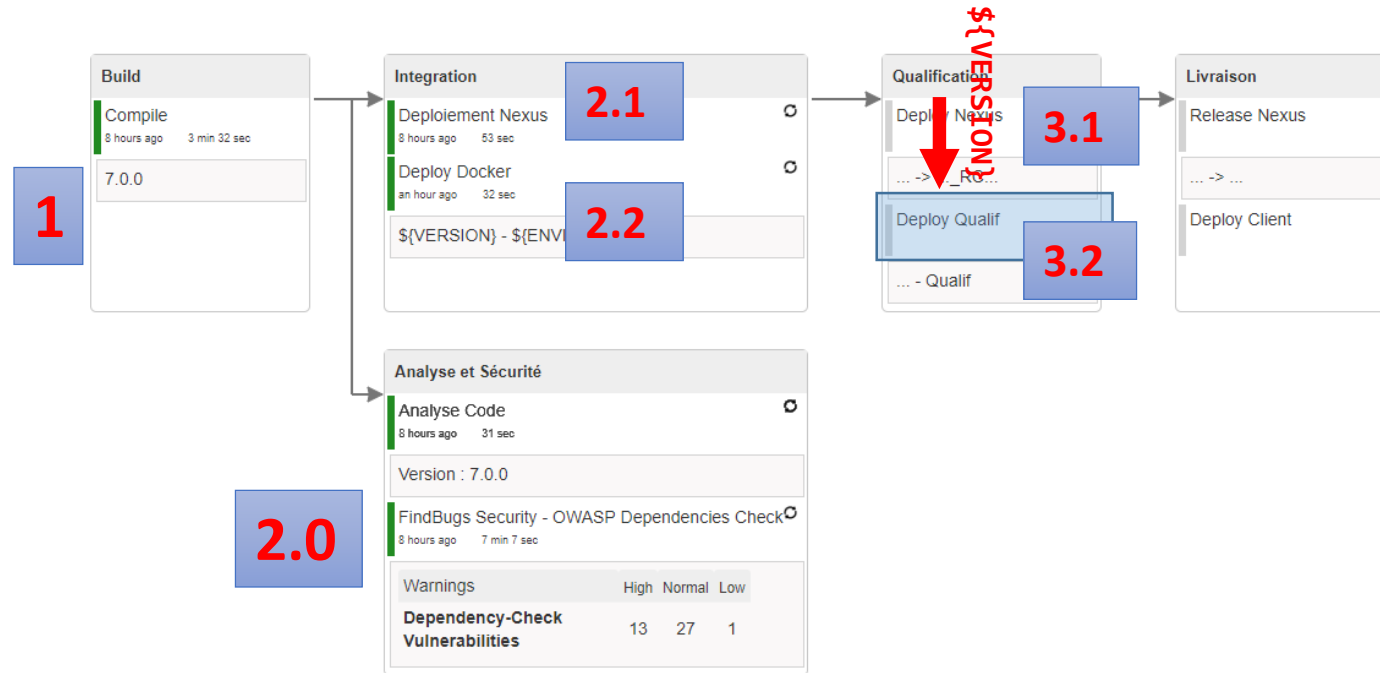 ${VERSION}
Build
Compile
8 hours ago 3 min 32 sec
7.0.0
1
Integration
Deploiement Nexus
8 hours ago 53 sec
2.1
Deploy Docker
an hour ago 32 sec
2.2
${VERSION} - ${ENVI
Qualification
Deploy Nexus
3.1
... -> ..._RC...
Deploy Qualif
3.2
... - Qualif
Livraison
Release Nexus
... -> ...
Deploy Client
Analyse et Sécurité
Analyse Code
8 hours ago 31 sec
Version : 7.0.0
2.0
FindBugs Security - OWASP Dependencies Check
8 hours ago 7 min 7 sec
Warnings High Normal Low
Dependency-Check
Vulnerabilities 13 27 1